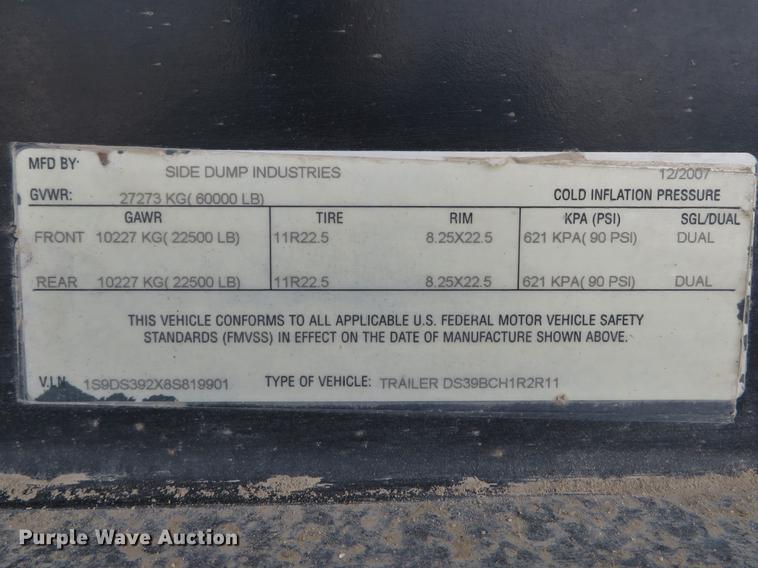 MFD BY: SIDE DUMP INDUSTRIES 12/2007
GVWR: 27273 KG( 60000 LB) COLD INFLATION PRESSURE
GAWR TIRE RIM KPA (PSI) SGL/DUAL
FRONT 10227 KG( 22500 LB) 11R22.5 8.25X22.5 621 KPA( 90 PSI) DUAL
REAR 10227 KG( 22500 LB) 11R22.5 8.25X22.5 621 KPA( 90 PSI) DUAL
THIS VEHICLE CONFORMS TO ALL APPLICABLE U.S. FEDERAL MOTOR VEHICLE SAFETY
STANDARDS (FMVSS) IN EFFECT ON THE DATE OF MANUFACTURE SHOWN ABOVE.
V.I.N. 1S9DS392X8S819901 TYPE OF VEHICLE: TRAILER DS39BCH1R2R11
Purple Wave Auction